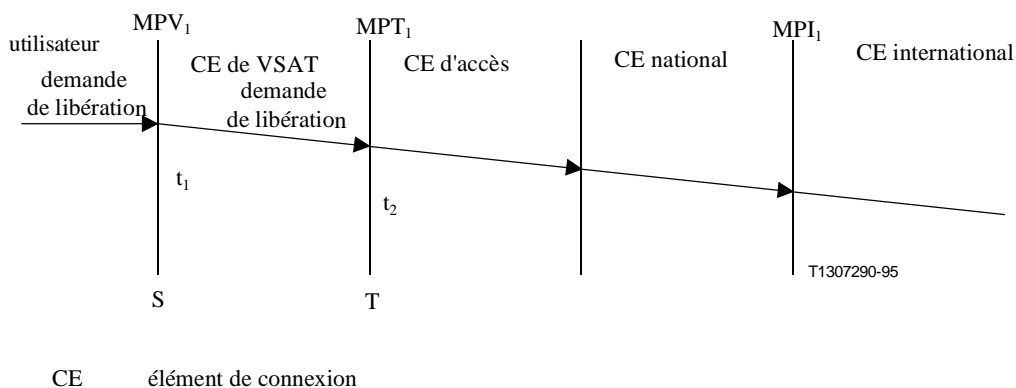 MPV1 MPT1 MPI1
utilisateur
CE de VSAT CE d'accès CE national CE international
demande
de libération
demande
de libération
t1
t2
T1307290-95
S T
CE élément de connexion